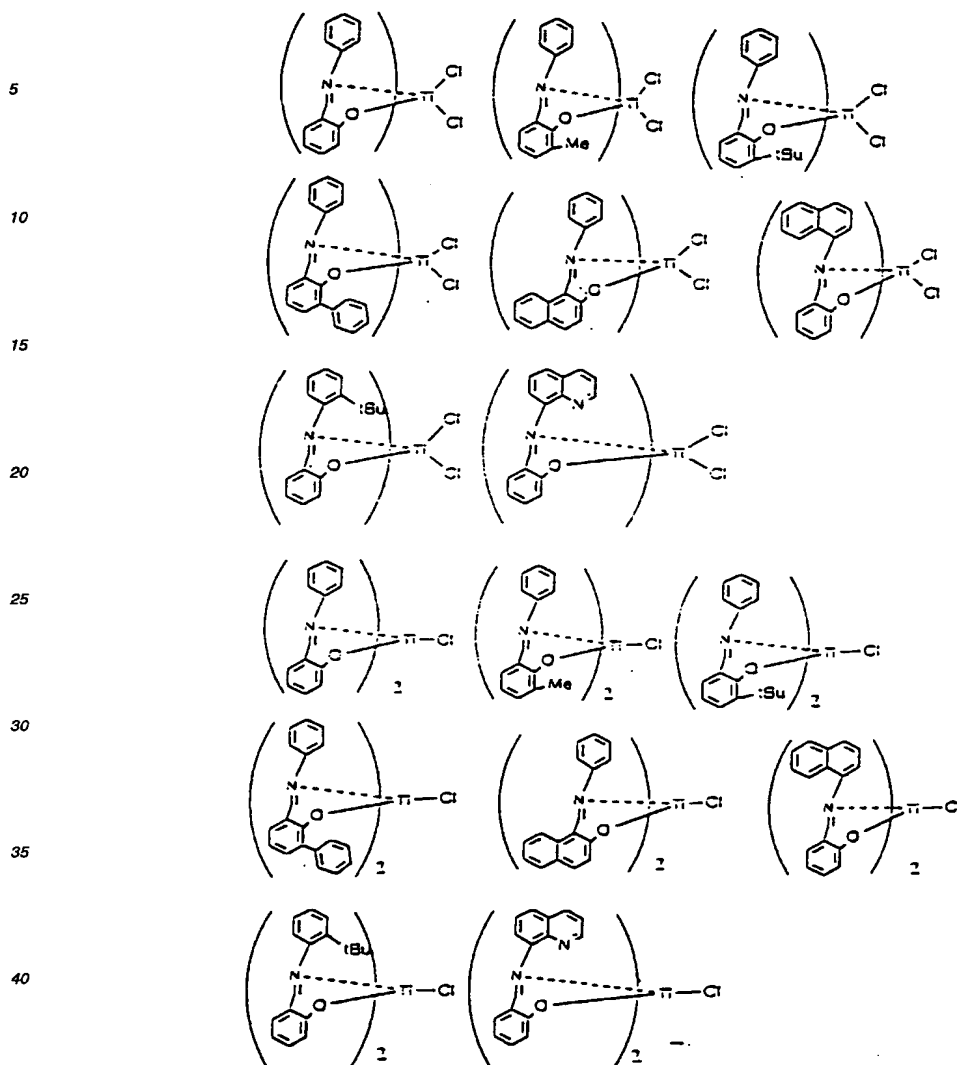 5
N O Ti Cl Cl
N O Me Ti Cl Cl
N O tBu Ti Cl Cl
10
N O Ti Cl Cl
N O Ti Cl Cl
N O Ti Cl Cl
15
tBu N O Ti Cl Cl
N N O Ti Cl Cl
20
25
N O Ti Cl 2
N O Me Ti Cl 2
N O tBu Ti Cl 2
30
N O Ti Cl 2
N O Ti Cl 2
N O Ti C 2
35
tBu N O Ti Cl 2
N N O Ti Cl 2
40